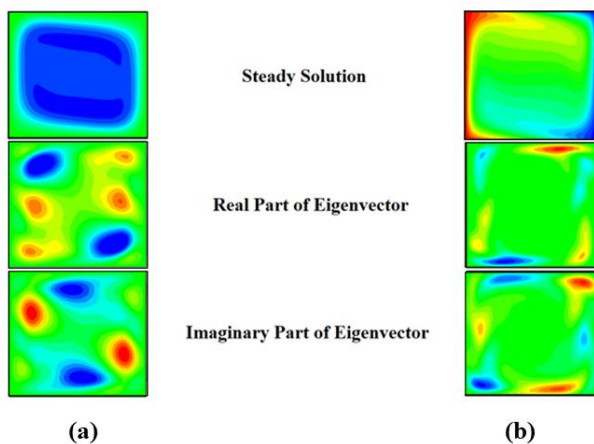 Steady Solution
Real Part of Eigenvector
Imaginary Part of Eigenvector
(a)
(b)